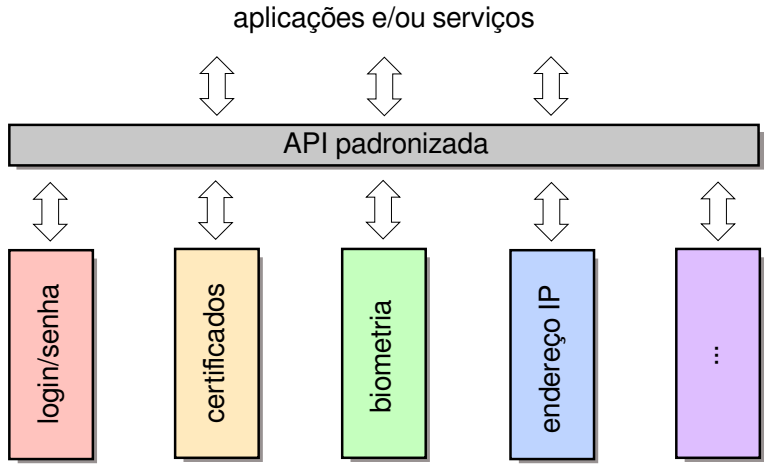 aplicações e/ou serviços
API padronizada
login/senha
certificados
biometria
endereço IP
...